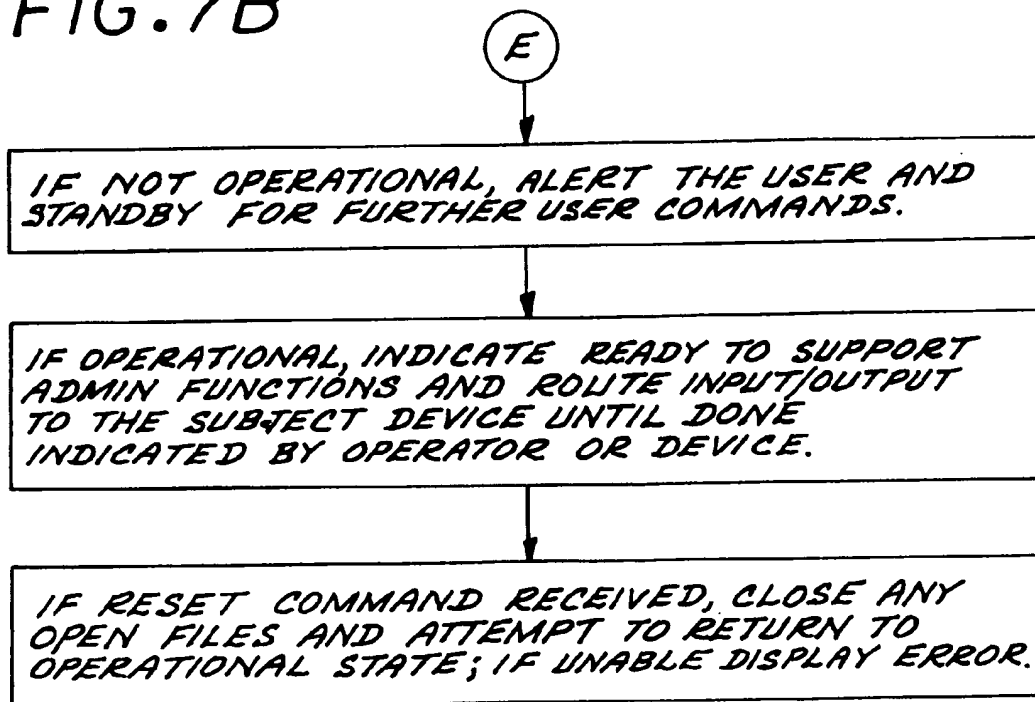 FIG. 7B
E
IF NOT OPERATIONAL, ALERT THE USER AND
STANDBY FOR FURTHER USER COMMANDS.
IF OPERATIONAL, INDICATE READY TO SUPPORT
ADMIN FUNCTIONS AND ROUTE INPUT/OUTPUT
TO THE SUBJECT DEVICE UNTIL DONE
INDICATED BY OPERATOR OR DEVICE.
IF RESET COMMAND RECEIVED, CLOSE ANY
OPEN FILES AND ATTEMPT TO RETURN TO
OPERATIONAL STATE; IF UNABLE DISPLAY ERROR.